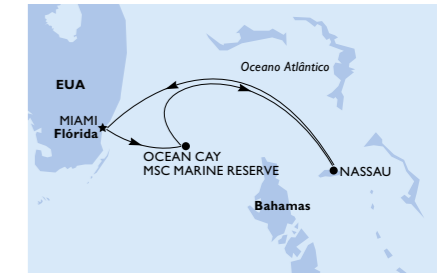 Oceano Atlântico
EUA
MIAMI
Flórida
OCEAN CAY
MSC MARINE RESERVE
NASSAU
Bahamas